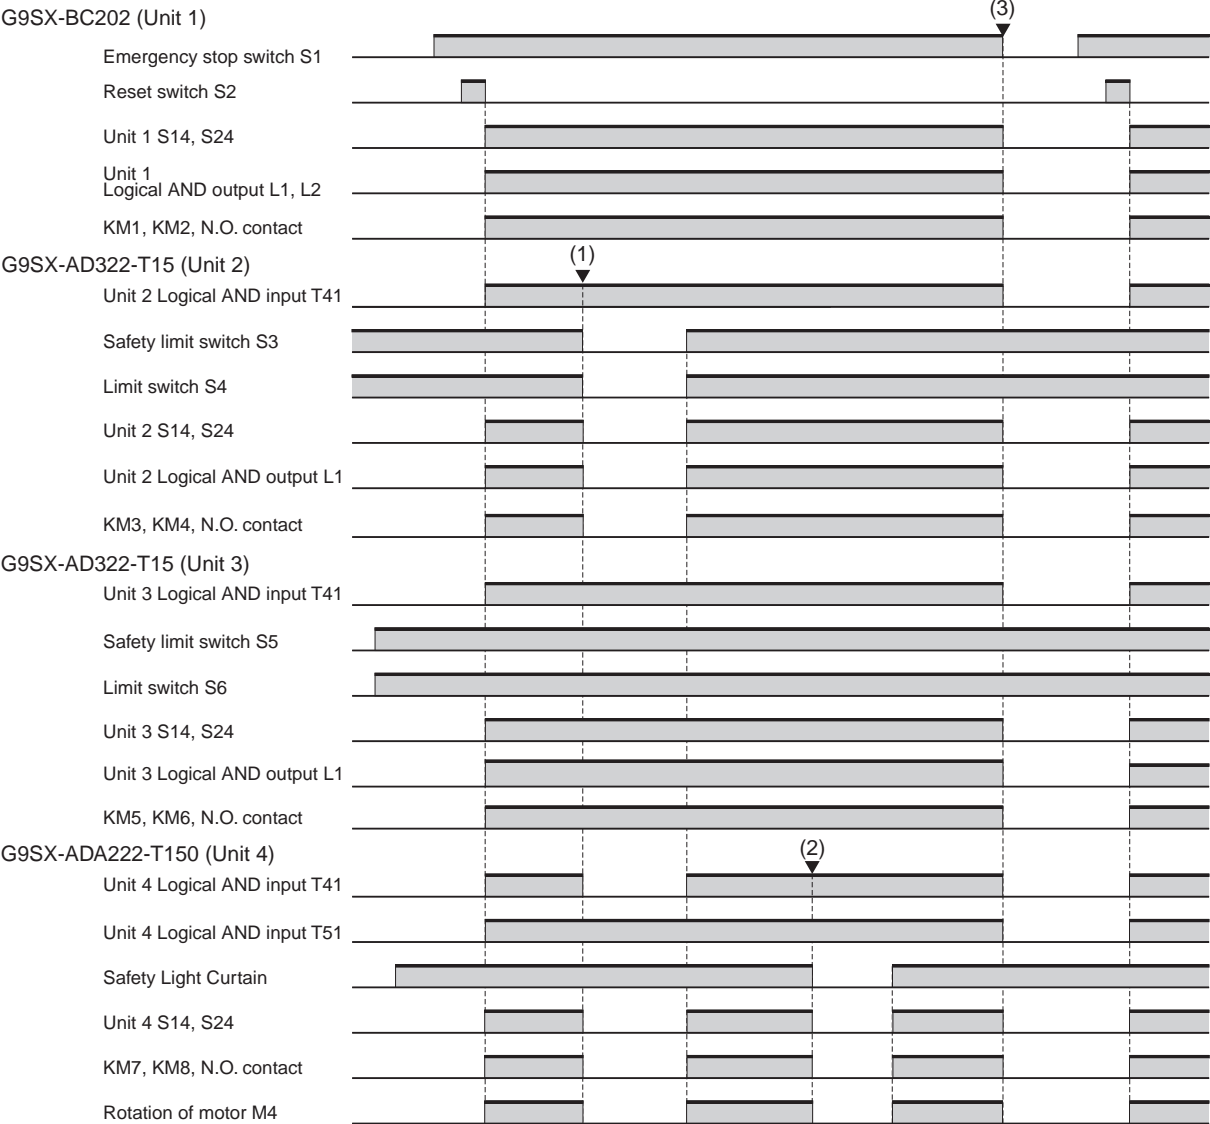 (3)
G9SX-BC202 (Unit 1)
Emergency stop switch S1
Reset switch S2
Unit 1 S14, S24
Unit 1
Logical AND output L1, L2
KM1, KM2, N.O. contact
(1)
G9SX-AD322-T15 (Unit 2)
Unit 2 Logical AND input T41
Safety limit switch S3
Limit switch S4
Unit 2 S14, S24
Unit 2 Logical AND output L1
KM3, KM4, N.O. contact
G9SX-AD322-T15 (Unit 3)
Unit 3 Logical AND input T41
Safety limit switch S5
Limit switch S6
Unit 3 S14, S24
Unit 3 Logical AND output L1
KM5, KM6, N.O. contact
(2)
G9SX-ADA222-T150 (Unit 4)
Unit 4 Logical AND input T41
Unit 4 Logical AND input T51
Safety Light Curtain
Unit 4 S14, S24
KM7, KM8, N.O. contact
Rotation of motor M4